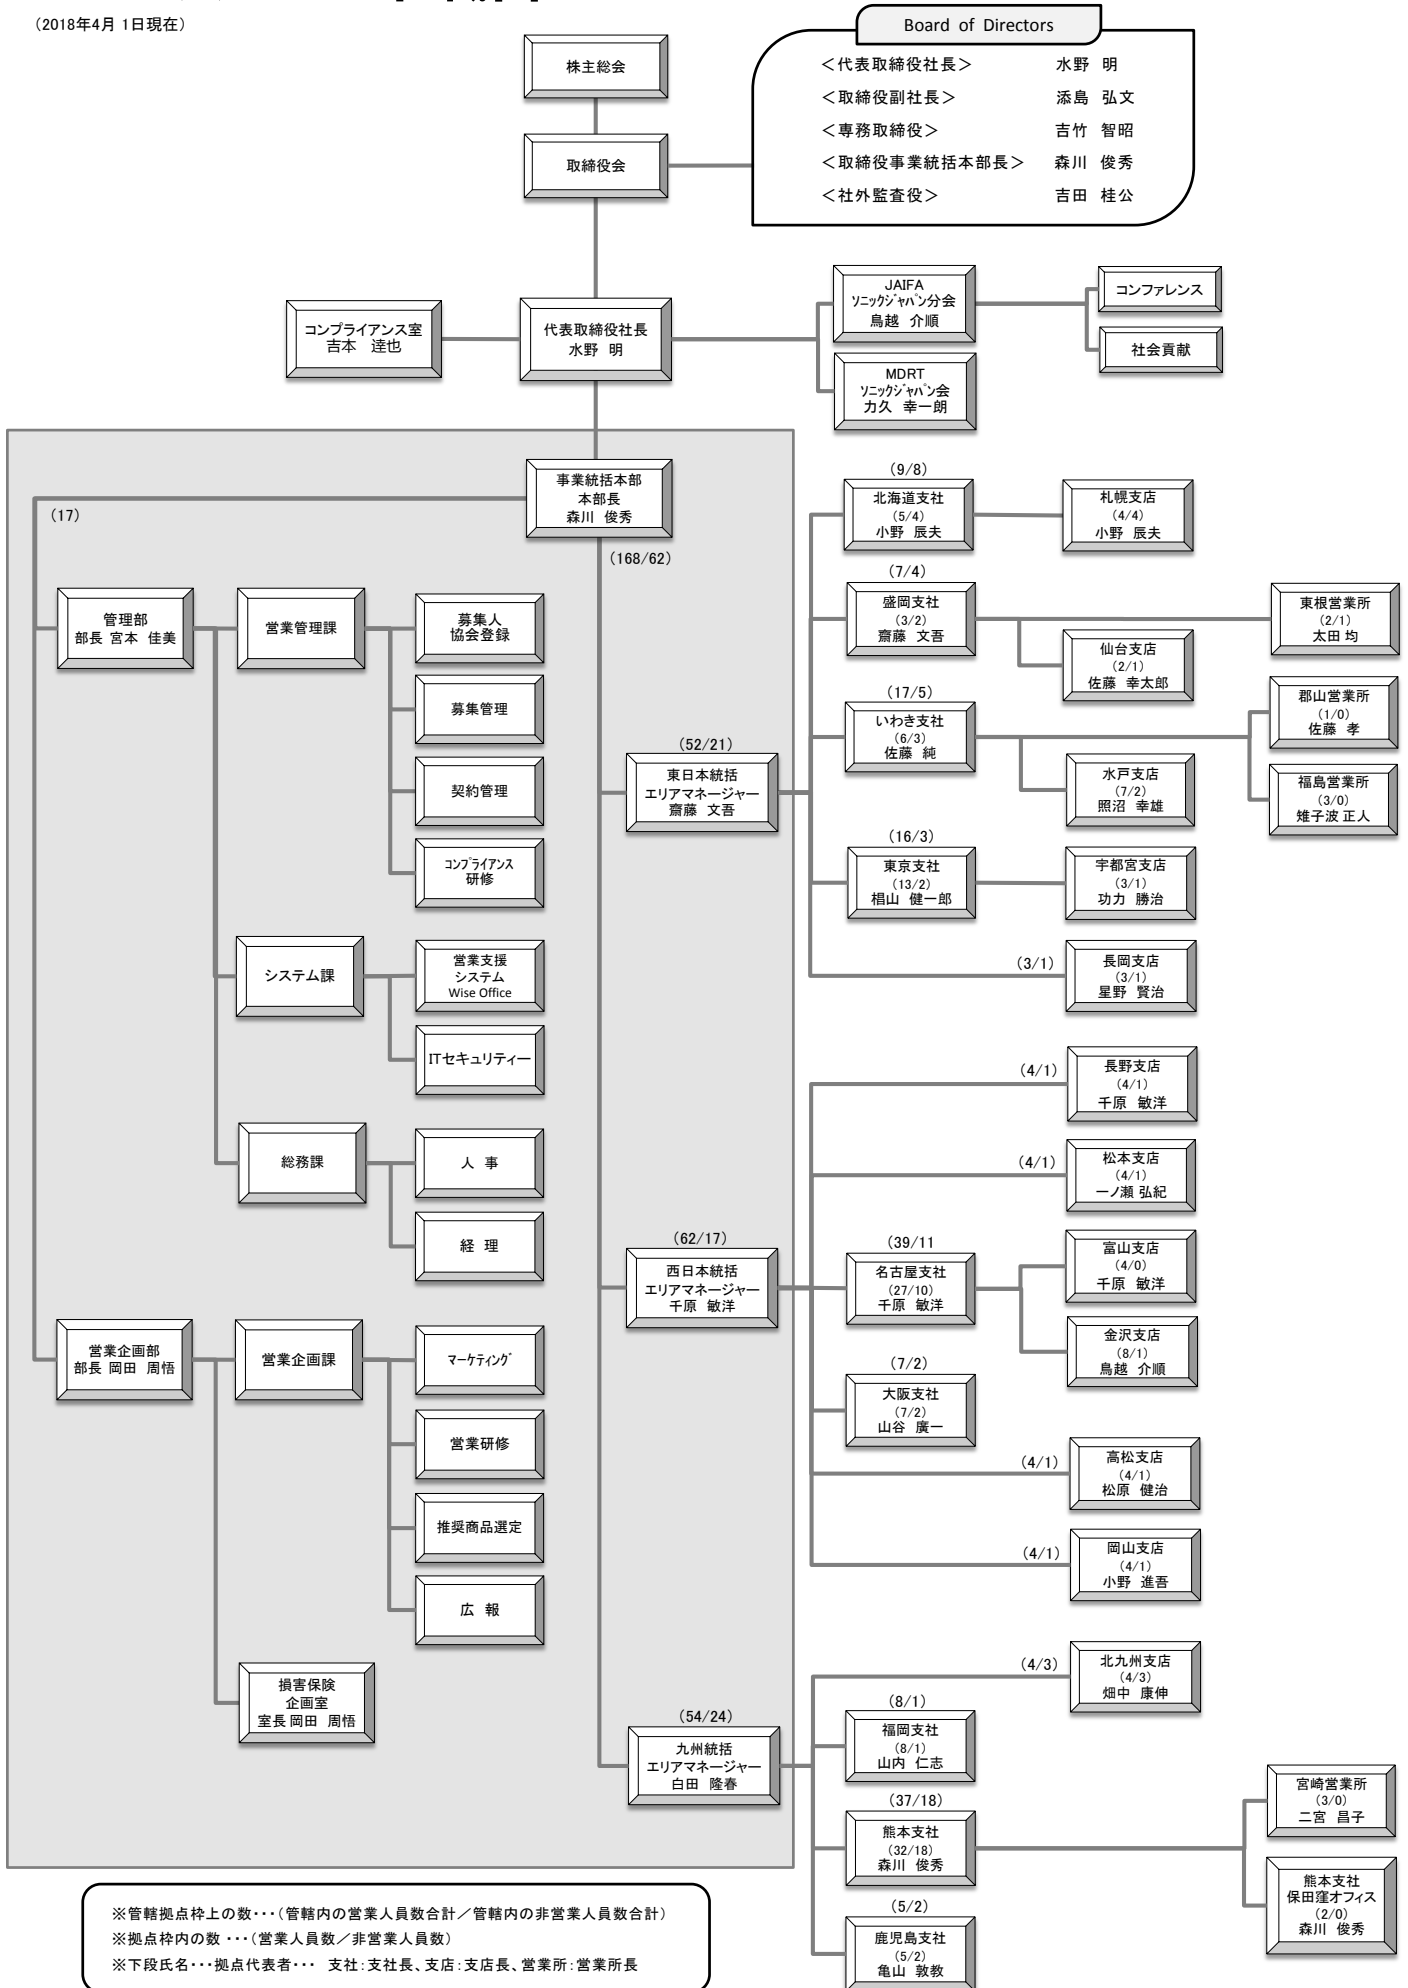 （2018年4月 1日現在）
Board of Directors
＜代表取締役社長＞ 水野 明
＜取締役副社長＞ 添島 弘文
＜専務取締役＞ 吉竹 智昭
＜取締役事業統括本部長＞ 森川 俊秀
＜社外監査役＞ 吉田 桂公
株主総会
取締役会
コンプライアンス室
吉本 達也
代表取締役社長
水野 明
JAIFA
ソニックジャパン分会
鳥越 介順
コンファレンス
社会貢献
MDRT
ソニックジャパン会
力久 幸一朗
事業統括本部
本部長
森川 俊秀
(17)
(168/62)
管理部
部長 宮本 佳美
営業管理課
募集人
協会登録
募集管理
契約管理
コンプライアンス
研修
システム課
営業支援
システム
Wise Office
ITセキュリティー
総務課
人 事
経 理
営業企画部
部長 岡田 周悟
営業企画課
マーケティング
営業研修
推奨商品選定
広 報
損害保険
企画室
室長 岡田 周悟
(52/21)
東日本統括
エリアマネージャー
齋藤 文吾
(9/8)
北海道支社
(5/4)
小野 辰夫
札幌支店
(4/4)
小野 辰夫
(7/4)
盛岡支社
(3/2)
齋藤 文吾
仙台支店
(2/1)
佐藤 幸太郎
東根営業所
(2/1)
太田 均
(17/5)
いわき支社
(6/3)
佐藤 純
水戸支店
(7/2)
照沼 幸雄
郡山営業所
(1/0)
佐藤 孝
福島営業所
(3/0)
雉子波 正人
(16/3)
東京支社
(13/2)
椙山 健一郎
宇都宮支店
(3/1)
功力 勝治
(3/1)
長岡支店
(3/1)
星野 賢治
(62/17)
西日本統括
エリアマネージャー
千原 敏洋
(4/1)
長野支店
(4/1)
千原 敏洋
(4/1)
松本支店
(4/1)
一ノ瀬 弘紀
(39/11
名古屋支社
(27/10)
千原 敏洋
富山支店
(4/0)
千原 敏洋
金沢支店
(8/1)
鳥越 介順
(7/2)
大阪支社
(7/2)
山谷 廣一
(4/1)
高松支店
(4/1)
松原 健治
(4/1)
岡山支店
(4/1)
小野 進吾
(54/24)
九州統括
エリアマネージャー
白田 隆春
(4/3)
北九州支店
(4/3)
畑中 康伸
(8/1)
福岡支社
(8/1)
山内 仁志
(37/18)
熊本支社
(32/18)
森川 俊秀
宮崎営業所
(3/0)
二宮 昌子
熊本支社
保田窪オフィス
(2/0)
森川 俊秀
(5/2)
鹿児島支社
(5/2)
亀山 敦教
※管轄拠点枠上の数・・・（管轄内の営業人員数合計／管轄内の非営業人員数合計）
※拠点枠内の数 ・・・（営業人員数／非営業人員数）
※下段氏名・・・拠点代表者・・・ 支社：支社長、支店：支店長、営業所：営業所長